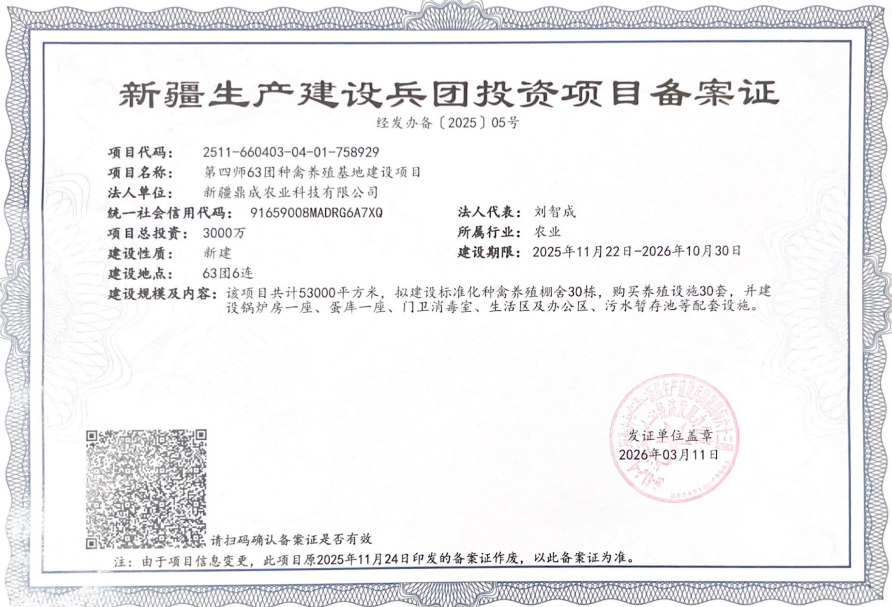 新疆生产建设兵团投资项目备案证
经发办备〔2025〕05号
项目代码： 2511-660403-04-01-758929
项目名称： 第四师63团种禽养殖基地建设项目
法人单位： 新疆鼎成农业科技有限公司
统一社会信用代码： 91659008MADRG6A7XQ 法人代表： 刘智成
项目总投资： 3000万 所属行业： 农业
建设性质： 新建 建设期限： 2025年11月22日-2026年10月30日
建设地点： 63团6连
建设规模及内容： 该项目共计53000平方米，拟建设标准化种禽养殖棚舍30栋，购买养殖设施30套，并建
设锅炉房一座、蛋库一座、门卫消毒室、生活区及办公区、污水暂存池等配套设施。
发证单位盖章
2026年03月11日
请扫码确认备案证是否有效
注：由于项目信息变更，此项目原2025年11月24日印发的备案证作废，以此备案证为准。